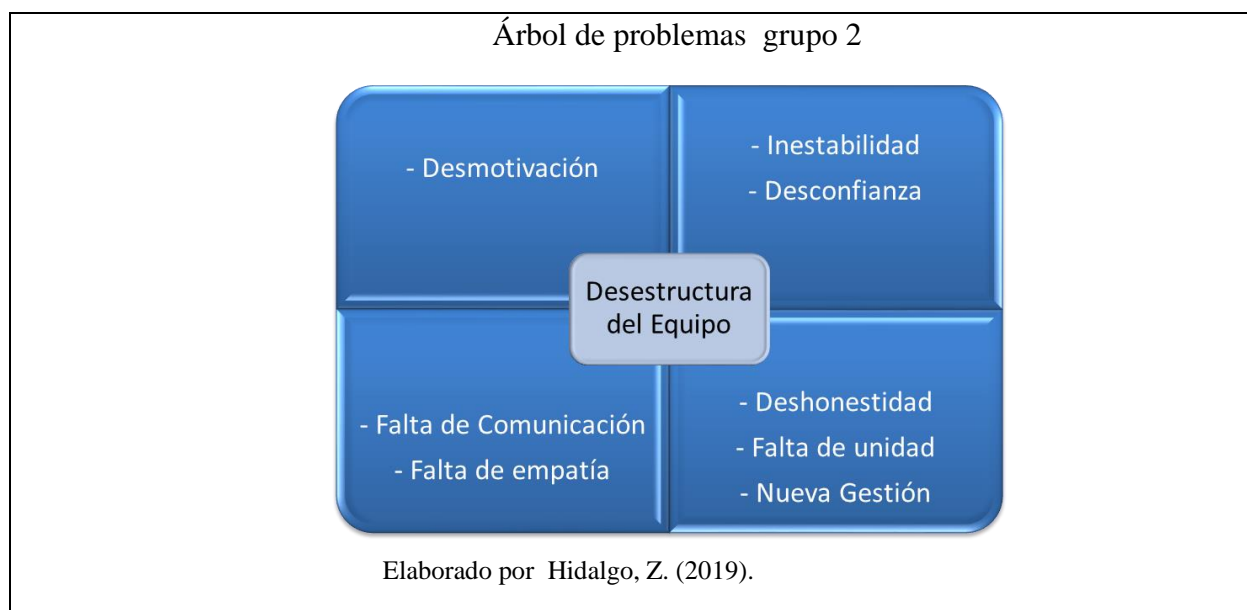 Árbol de problemas grupo 2
- Desmotivación
- Inestabilidad
- Desconfianza
Desestructura
del Equipo
- Falta de Comunicación
- Falta de empatía
- Deshonestidad
- Falta de unidad
- Nueva Gestión
Elaborado por Hidalgo, Z. (2019).